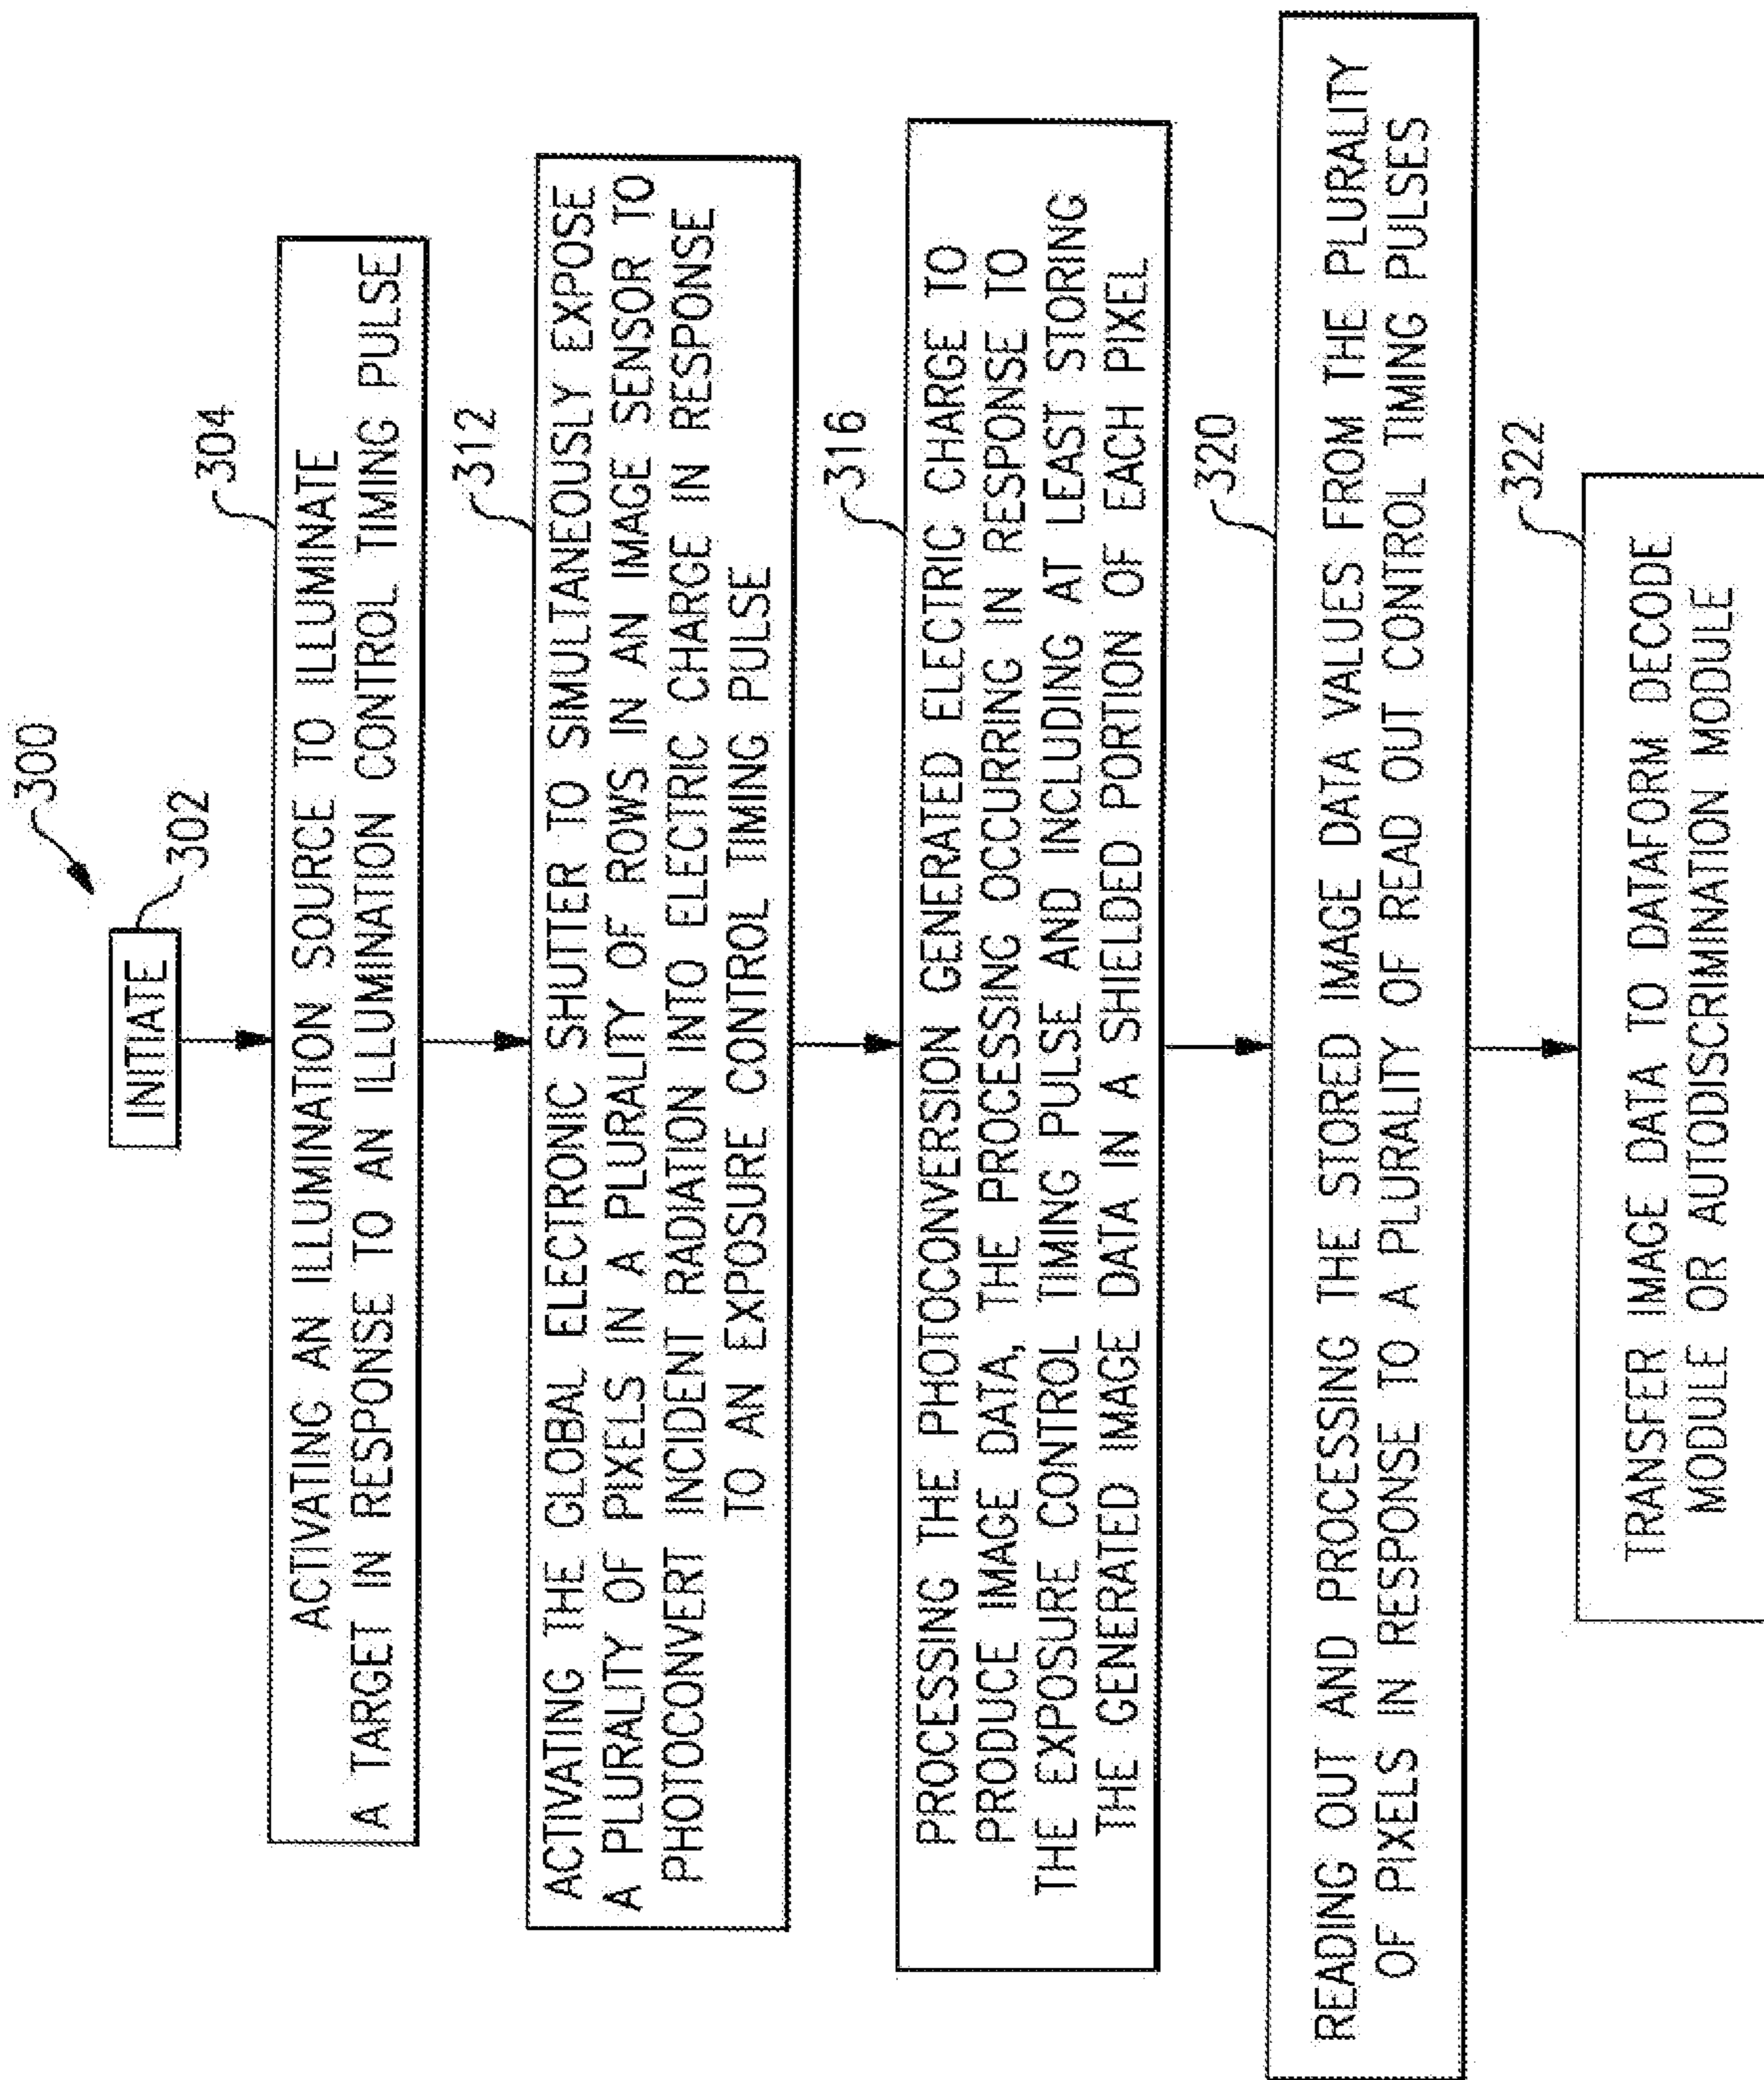 300
INITIATE
302
304
ACTIVATING AN ILLUMINATION SOURCE TO ILLUMINATE
A TARGET IN RESPONSE TO AN ILLUMINATION CONTROL TIMING PULSE
312
ACTIVATING THE GLOBAL ELECTRONIC SHUTTER TO SIMULTANEOUSLY EXPOSE
A PLURALITY OF PIXELS IN A PLURALITY OF ROWS IN AN IMAGE SENSOR TO
PHOTOCONVERT INCIDENT RADIATION INTO ELECTRIC CHARGE IN RESPONSE
TO AN EXPOSURE CONTROL TIMING PULSE
316
PROCESSING THE PHOTOCONVERSION GENERATED ELECTRIC CHARGE TO
PRODUCE IMAGE DATA, THE PROCESSING OCCURRING IN RESPONSE TO
THE EXPOSURE CONTROL TIMING PULSE AND INCLUDING AT LEAST STORING
THE GENERATED IMAGE DATA IN A SHIELDED PORTION OF EACH PIXEL
320
READING OUT AND PROCESSING THE STORED IMAGE DATA VALUES FROM THE PLURALITY
OF PIXELS IN RESPONSE TO A PLURALITY OF READ OUT CONTROL TIMING PULSES
322
TRANSFER IMAGE DATA TO DATAFORM DECODE
MODULE OR AUTODISCRIMINATION MODULE